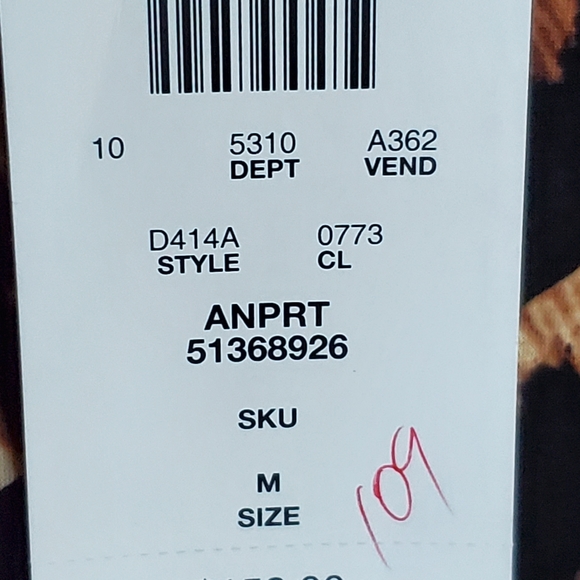 10 5310 A362
DEPT VEND
D414A 0773
STYLE CL
ANPRT
51368926
SKU
M
SIZE
109